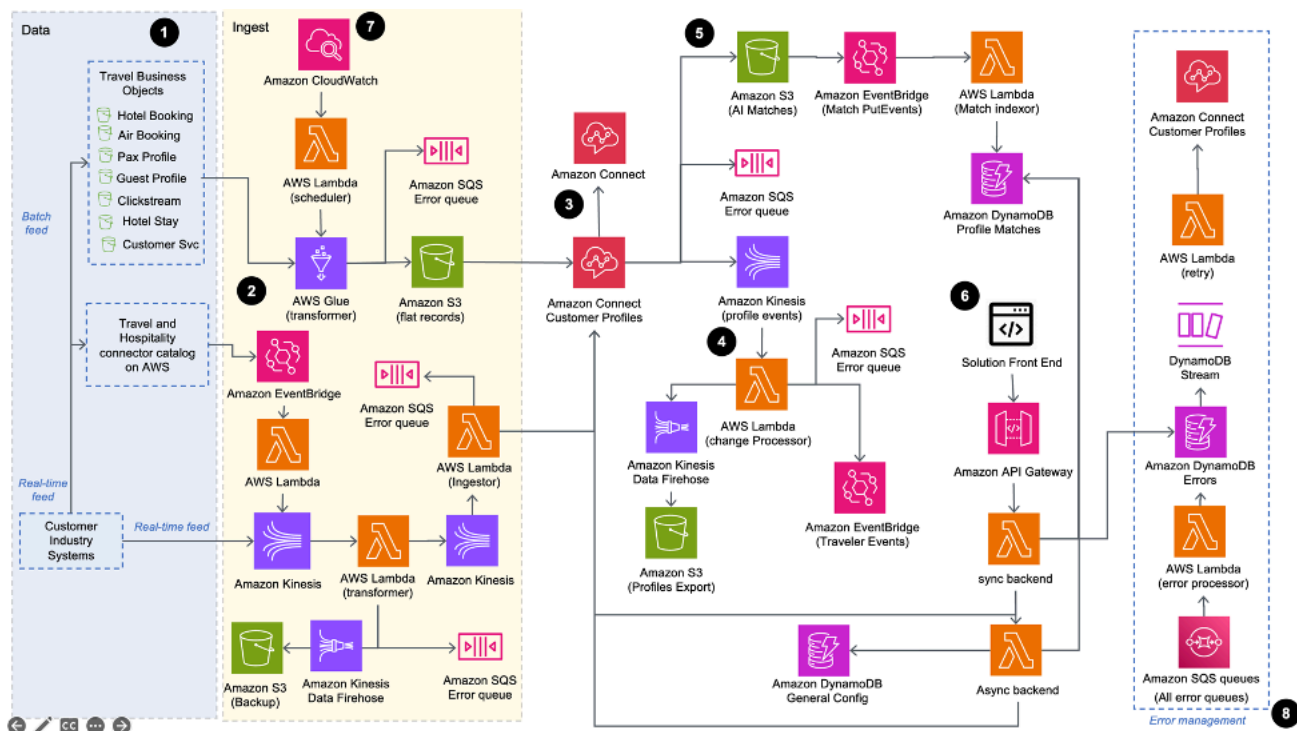 Data
1
Travel Business
Objects
Hotel Booking
Air Booking
Pax Profile
Guest Profile
Clickstream
Hotel Stay
Customer Svc
Batch
feed
Travel and
Hospitality
connector catalog
on AWS
Real-time
feed
Real-time feed
Customer
Industry
Systems
Ingest
7
Amazon CloudWatch
AWS Lambda
(scheduler)
Amazon SQS
Error queue
2
AWS Glue
(transformer)
Amazon S3
(flat records)
Amazon EventBridge
Amazon SQS
Error queue
AWS Lambda
AWS Lambda
(Ingestor)
Amazon Kinesis
AWS Lambda
(transformer)
Amazon Kinesis
Amazon S3
(Backup)
Amazon Kinesis
Data Firehose
Amazon SQS
Error queue
Amazon Connect
3
Amazon Connect
Customer Profiles
5
Amazon S3
(AI Matches)
Amazon EventBridge
(Match PutEvents)
AWS Lambda
(Match indexor)
Amazon SQS
Error queue
Amazon DynamoDB
Profile Matches
Amazon Kinesis
(profile events)
4
Amazon SQS
Error queue
AWS Lambda
(change Processor)
Amazon Kinesis
Data Firehose
Amazon S3
(Profiles Export)
Amazon EventBridge
(Traveler Events)
6
Solution Front End
Amazon API Gateway
sync backend
Amazon DynamoDB
General Config
Async backend
Amazon Connect
Customer Profiles
AWS Lambda
(retry)
DynamoDB
Stream
Amazon DynamoDB
Errors
AWS Lambda
(error processor)
Amazon SQS queues
(All error queues)
Error management
8
CC